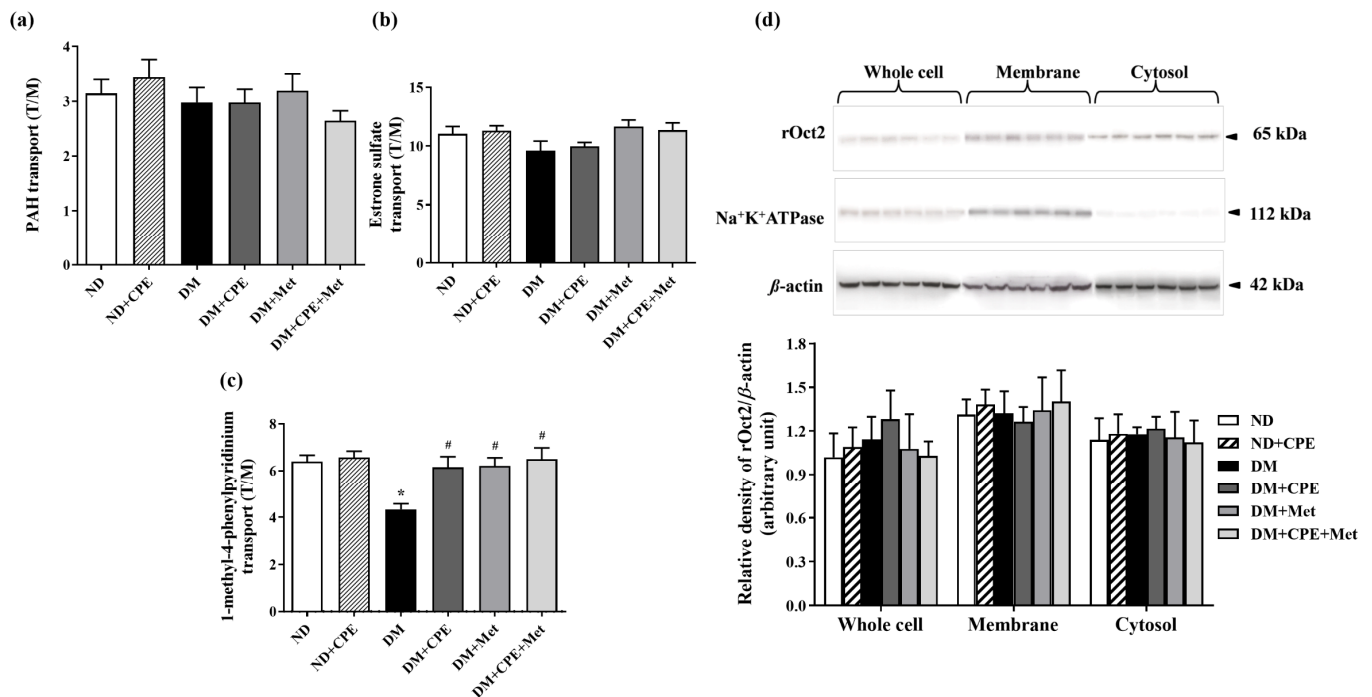 (a)
PAH transport (T/M)
4
3
2
1
0
ND
ND+CPE
DM
DM+CPE
DM+Met
DM+CPE+Met
(b)
Estrone sulfate
transport (T/M)
15
10
5
0
ND
ND+CPE
DM
DM+CPE
DM+Met
DM+CPE+Met
(c)
1-methyl-4-phenylpyridinium
transport (T/M)
8
6
4
2
0
*
#
#
#
ND
ND+CPE
DM
DM+CPE
DM+Met
DM+CPE+Met
(d)
Whole cell
Membrane
Cytosol
rOct2
65 kDa
Na⁺K⁺ATPase
112 kDa
β-actin
42 kDa
Relative density of rOct2/β-actin
(arbitrary unit)
1.8
1.5
1.2
0.9
0.6
0.3
0.0
Whole cell
Membrane
Cytosol
ND
ND+CPE
DM
DM+CPE
DM+Met
DM+CPE+Met